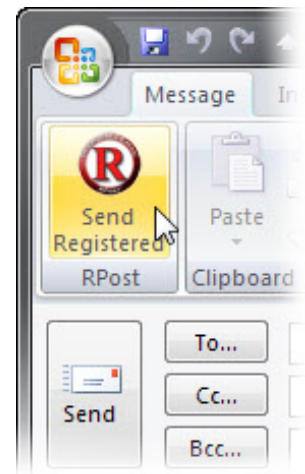 Message In
R
Send
Registered
Paste
RPost
Clipboard
To...
Send
Cc...
Bcc...